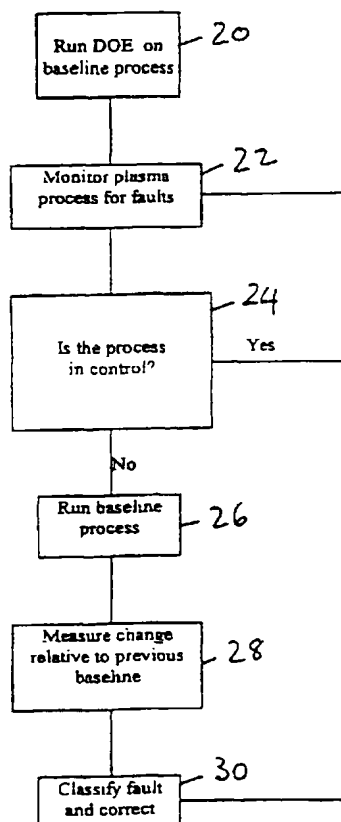 Run DOE on
baseline process
20
Monitor plasma
process for faults
22
24
Is the process
in control?
Yes
No
Run baseline
process
26
Measure change
relative to previous
baseline
28
Classify fault
and correct
30